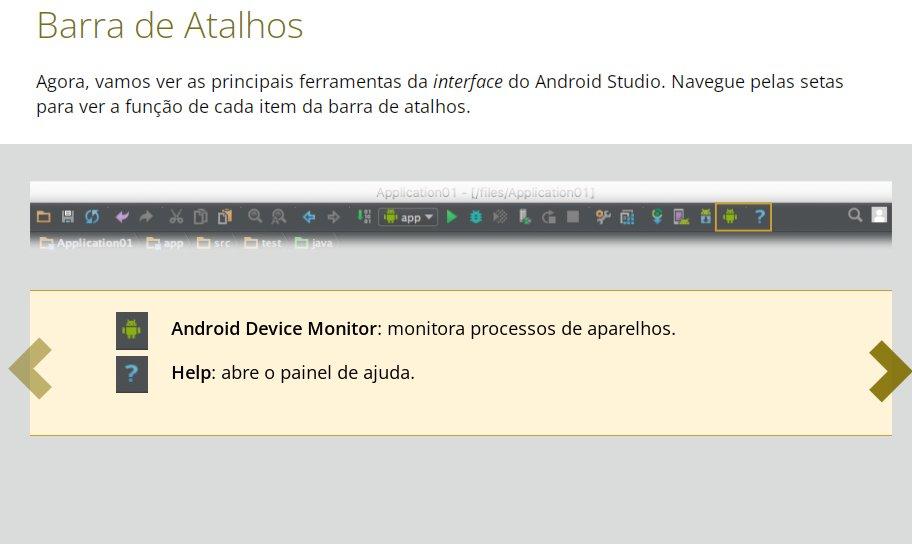 Barra de Atalhos
Agora, vamos ver as principais ferramentas da interface do Android Studio. Navegue pelas setas
para ver a função de cada item da barra de atalhos.
Application01 - [/files/Application01]
app
?
Application01 app src test java
Android Device Monitor: monitora processos de aparelhos.
? Help: abre o painel de ajuda.